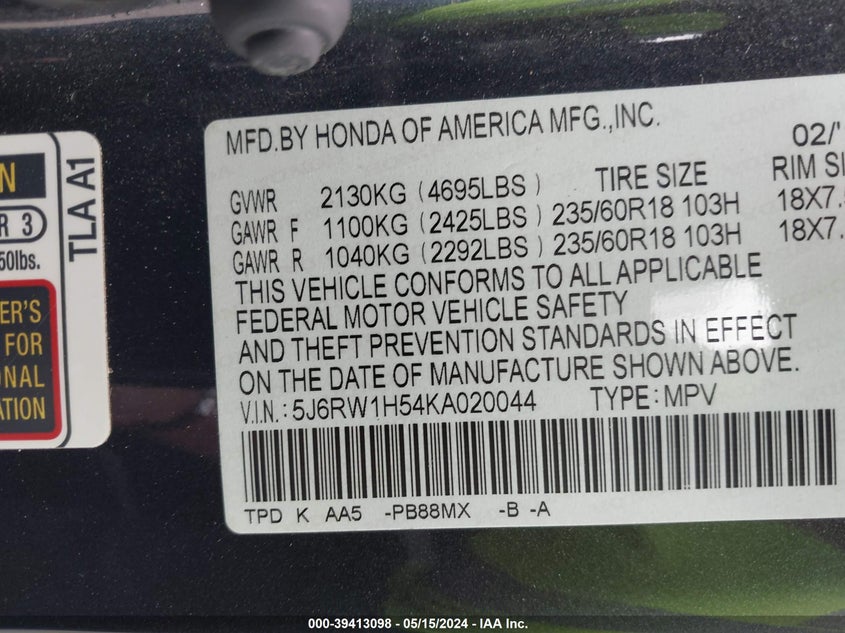 MFD.BY HONDA OF AMERICA MFG.,INC.
02/'
GVWR 2130KG (4695LBS) TIRE SIZE RIM SI
GAWR F 1100KG (2425LBS) 235/60R18 103H 18X7.
GAWR R 1040KG (2292LBS) 235/60R18 103H 18X7.
THIS VEHICLE CONFORMS TO ALL APPLICABLE
FEDERAL MOTOR VEHICLE SAFETY
AND THEFT PREVENTION STANDARDS IN EFFECT
ON THE DATE OF MANUFACTURE SHOWN ABOVE.
V.I.N.: 5J6RW1H54KA020044 TYPE: MPV
TPD K AA5 -PB88MX -B -A
N
R 3
50lbs.
ER'S
FOR
ONAL
ATION
TLA A1
000-39413098 - 05/15/2024 - IAA Inc.